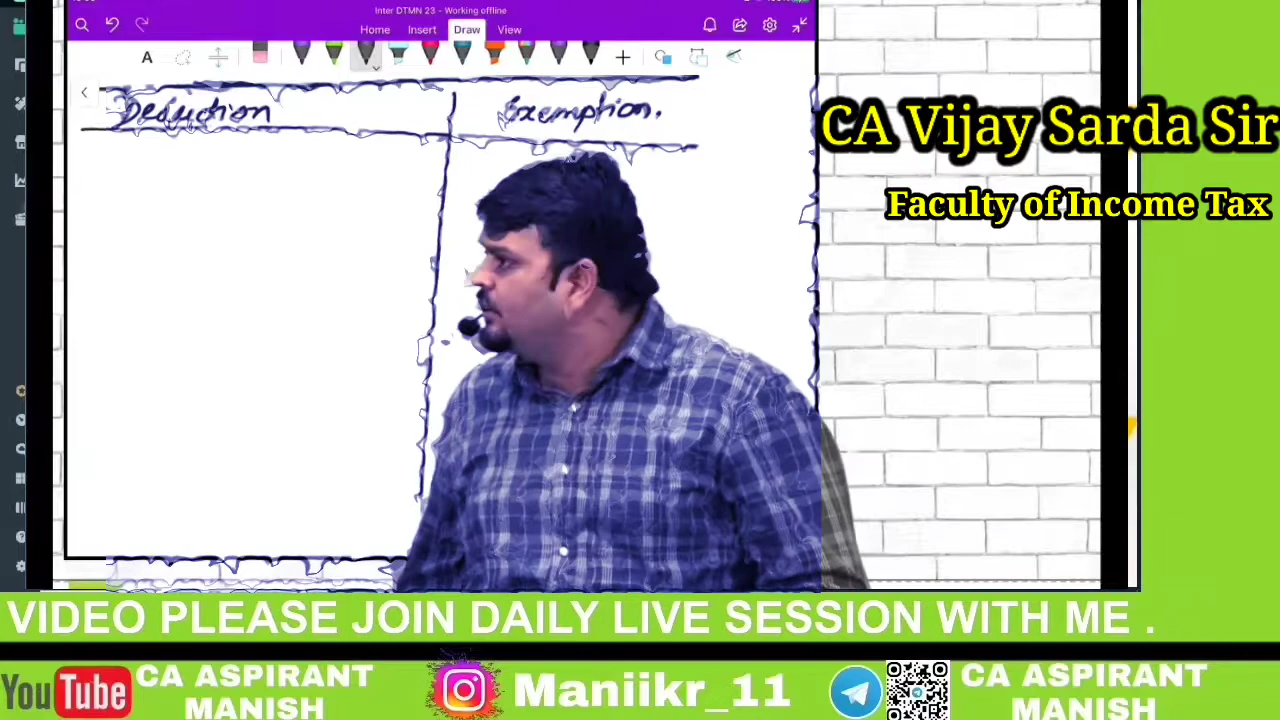 Inter DTMN 23 - Working offline
Home Insert Draw View
A
Deduction Exemption.
CA Vijay Sarda Sir
Faculty of Income Tax
VIDEO PLEASE JOIN DAILY LIVE SESSION WITH ME .
YouTube CA ASPIRANT MANISH
Maniikr_11
CA ASPIRANT MANISH